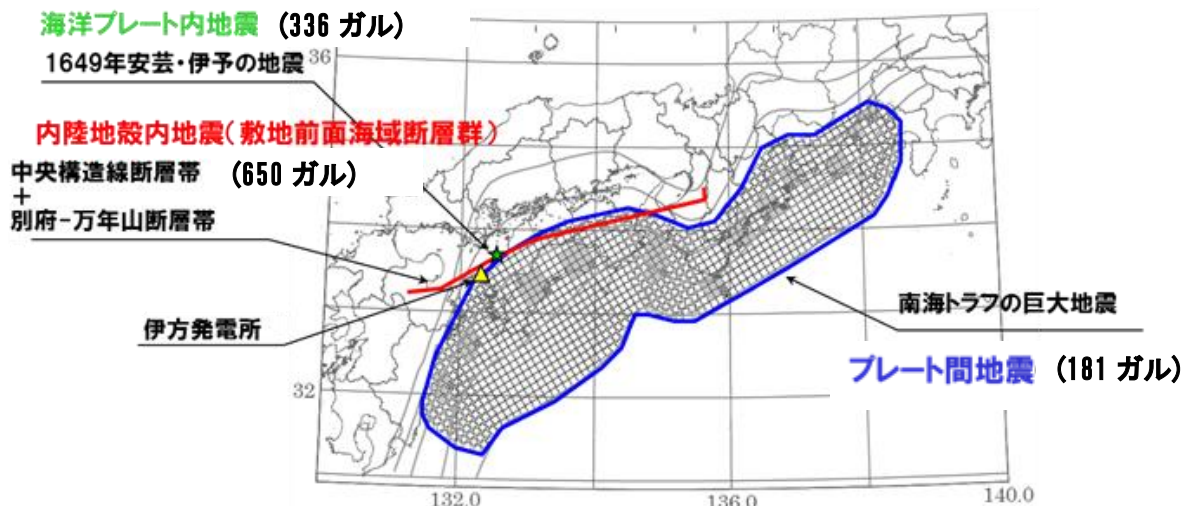 海洋プレート内地震 (336 ガル)
1649年安芸・伊予の地震
内陸地殻内地震(敷地前面海域断層群)
中央構造線断層帯 (650 ガル)
+
別府-万年山断層帯
伊方発電所
南海トラフの巨大地震
プレート間地震 (181 ガル)
36
32
132.0
136.0
140.0